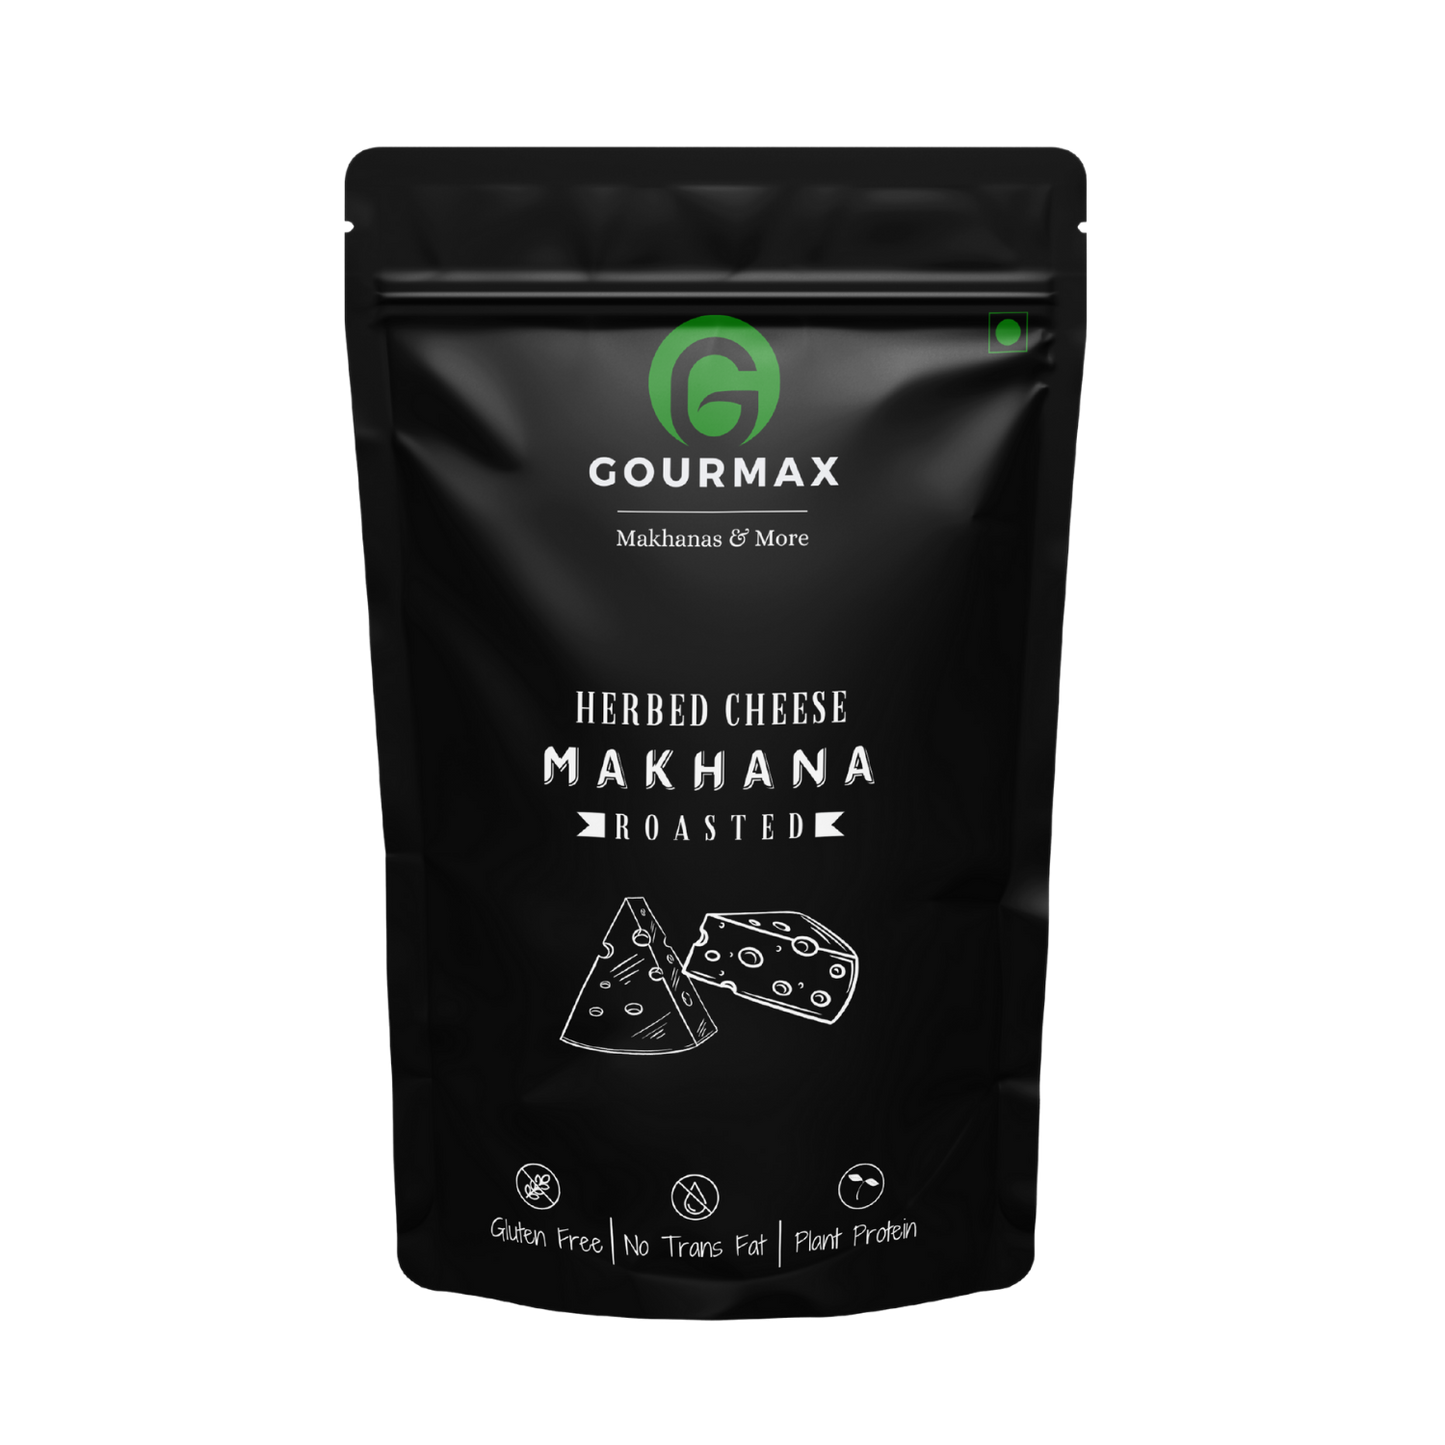 GOURMAX
Makhanas & More
HERBED CHEESE
MAKHANA
ROASTED
Gluten Free | No Trans Fat | Plant Protein